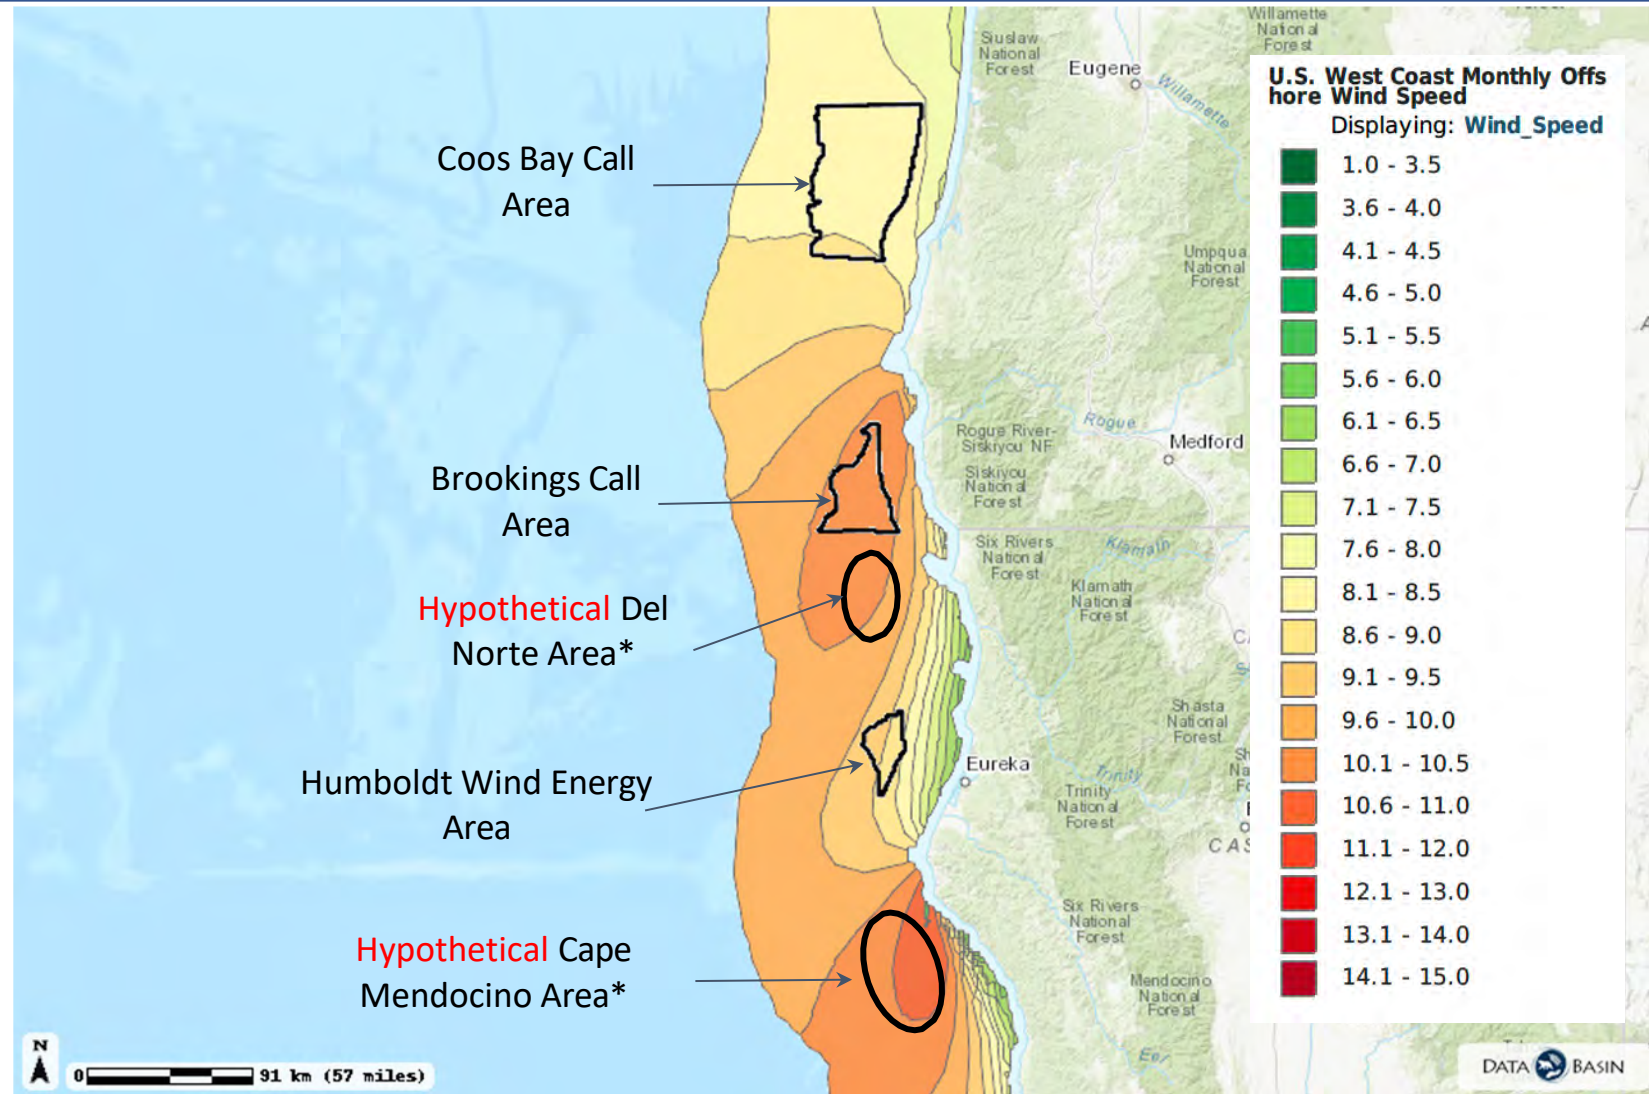 Coos Bay Call
Area
Brookings Call
Area
Hypothetical Del
Norte Area*
Humboldt Wind Energy
Area
Hypothetical Cape
Mendocino Area*
Siuslaw
National
Forest
Eugene
Willamette
National
Forest
Willamette
Umpqua
National
Forest
Rogue River-
Siskiyou NF
Rogue
Medford
Siskiyou
National
Forest
Six Rivers
National
Forest
Klamath
Klamath
National
Forest
Shasta
National
Forest
Eureka
Trinity
Trinity
National
Forest
Six Rivers
National
Forest
Mendocino
National
Forest
Eel
CAS
U.S. West Coast Monthly Offs
hore Wind Speed
Displaying: Wind_Speed
1.0 - 3.5
3.6 - 4.0
4.1 - 4.5
4.6 - 5.0
5.1 - 5.5
5.6 - 6.0
6.1 - 6.5
6.6 - 7.0
7.1 - 7.5
7.6 - 8.0
8.1 - 8.5
8.6 - 9.0
9.1 - 9.5
9.6 - 10.0
10.1 - 10.5
10.6 - 11.0
11.1 - 12.0
12.1 - 13.0
13.1 - 14.0
14.1 - 15.0
N
0 91 km (57 miles)
DATA BASIN